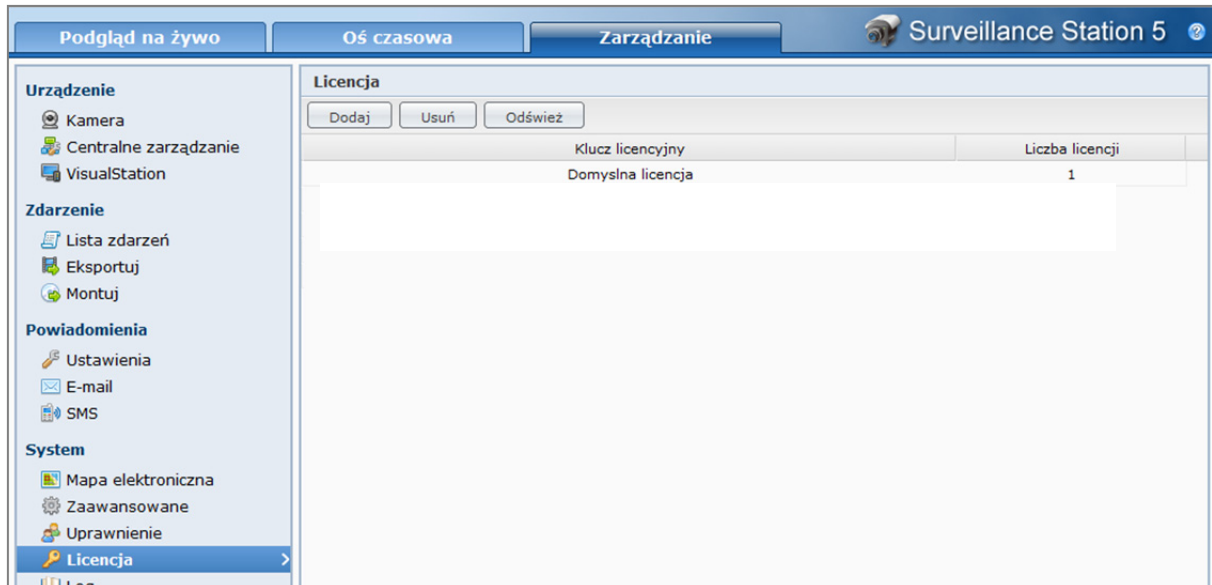 Podgląd na żywo
Oś czasowa
Zarządzanie
Surveillance Station 5
?
Urządzenie
Kamera
Centralne zarządzanie
VisualStation
Zdarzenie
Lista zdarzeń
Eksportuj
Montuj
Powiadomienia
Ustawienia
E-mail
SMS
System
Mapa elektroniczna
Zaawansowane
Uprawnienie
Licencja
Licencja
Dodaj Usuń Odśwież
Klucz licencyjny Liczba licencji
Domyslna licencja 1